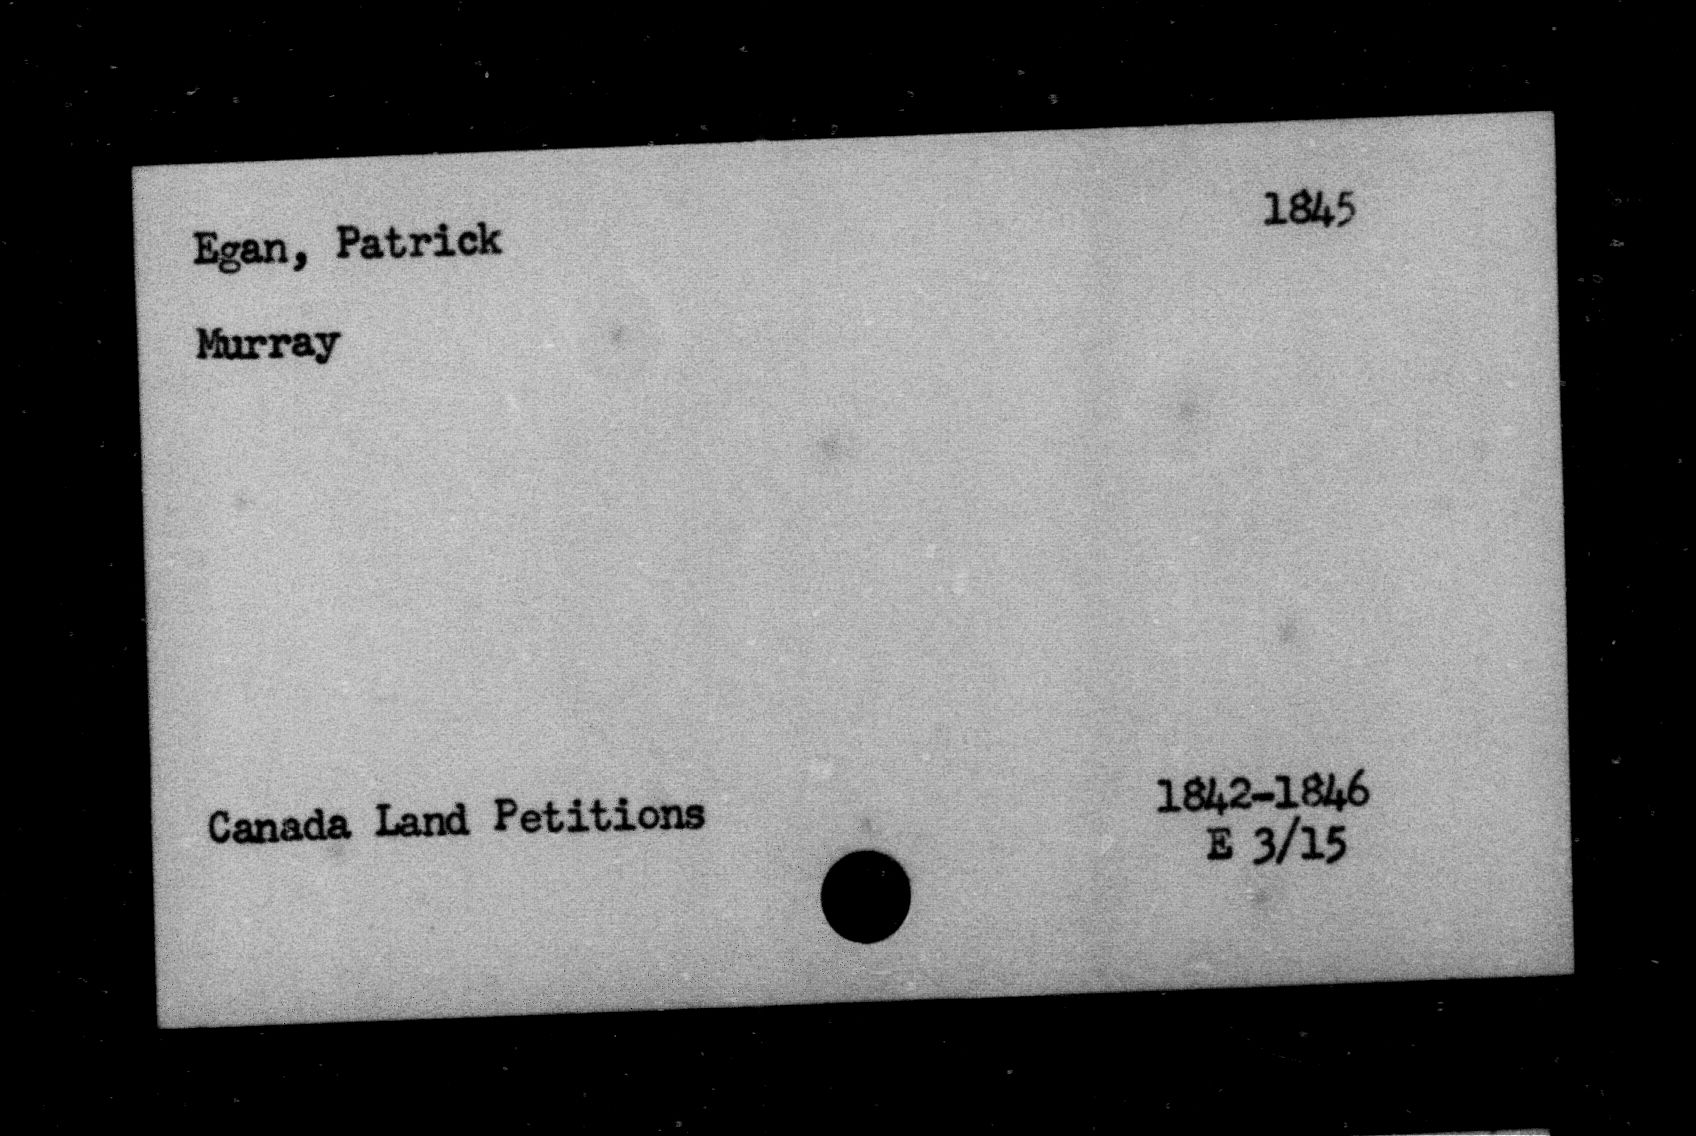 Egan, Patrick 1845
Murray
Canada Land Petitions 1842-1846
E 3/15